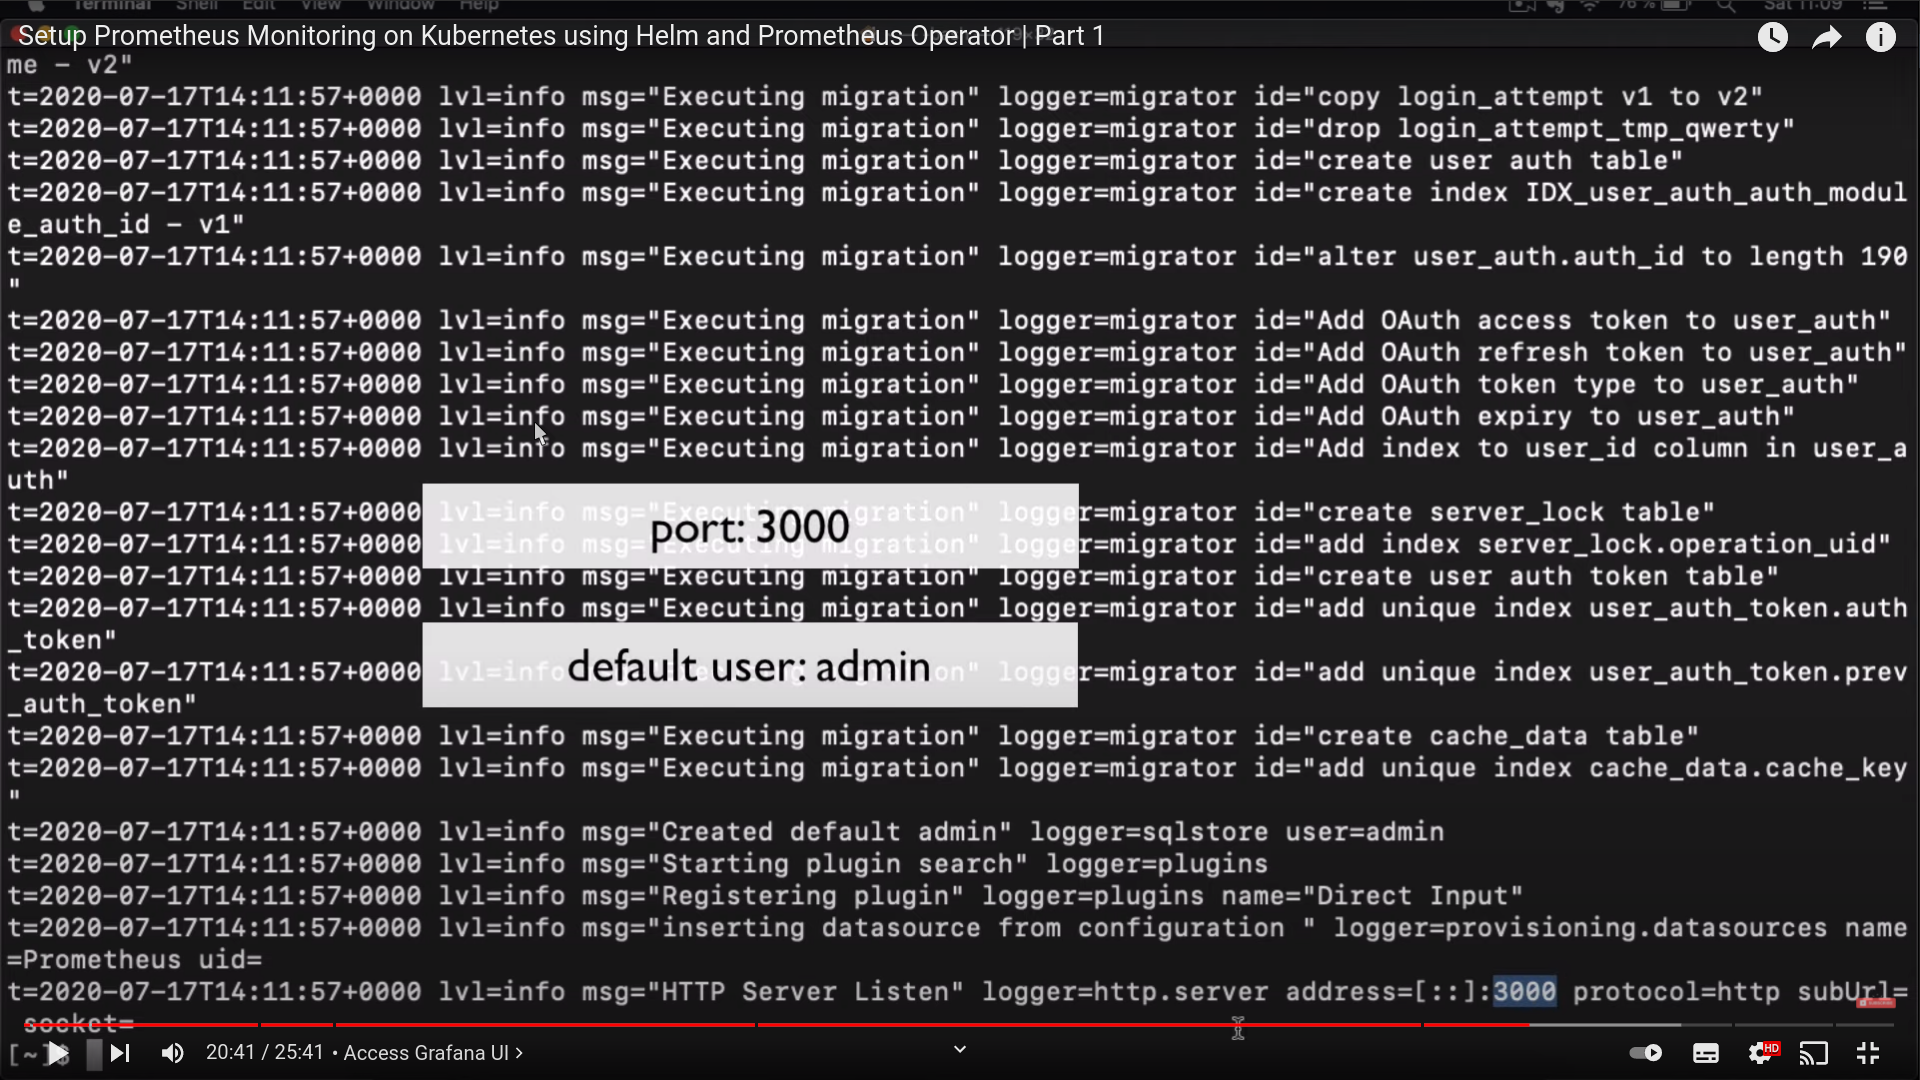 Terminal Shell Edit View Window Help 76% Sat 11:09
Setup Prometheus Monitoring on Kubernetes using Helm and Prometheus Operator | Part 1
me - v2"
t=2020-07-17T14:11:57+0000 lvl=info msg="Executing migration" logger=migrator id="copy login_attempt v1 to v2"
t=2020-07-17T14:11:57+0000 lvl=info msg="Executing migration" logger=migrator id="drop login_attempt_tmp_qwerty"
t=2020-07-17T14:11:57+0000 lvl=info msg="Executing migration" logger=migrator id="create user auth table"
t=2020-07-17T14:11:57+0000 lvl=info msg="Executing migration" logger=migrator id="create index IDX_user_auth_auth_modul
e_auth_id - v1"
t=2020-07-17T14:11:57+0000 lvl=info msg="Executing migration" logger=migrator id="alter user_auth.auth_id to length 190
"
t=2020-07-17T14:11:57+0000 lvl=info msg="Executing migration" logger=migrator id="Add OAuth access token to user_auth"
t=2020-07-17T14:11:57+0000 lvl=info msg="Executing migration" logger=migrator id="Add OAuth refresh token to user_auth"
t=2020-07-17T14:11:57+0000 lvl=info msg="Executing migration" logger=migrator id="Add OAuth token type to user_auth"
t=2020-07-17T14:11:57+0000 lvl=info msg="Executing migration" logger=migrator id="Add OAuth expiry to user_auth"
t=2020-07-17T14:11:57+0000 lvl=info msg="Executing migration" logger=migrator id="Add index to user_id column in user_a
uth"
t=2020-07-17T14:11:57+0000 lvl=info msg="Executing migration" logger=migrator id="create server_lock table"
port: 3000
t=2020-07-17T14:11:57+0000 lvl=info msg="Executing migration" logger=migrator id="add index server_lock.operation_uid"
t=2020-07-17T14:11:57+0000 lvl=info msg="Executing migration" logger=migrator id="create user auth token table"
t=2020-07-17T14:11:57+0000 lvl=info msg="Executing migration" logger=migrator id="add unique index user_auth_token.auth
_token"
default user: admin
t=2020-07-17T14:11:57+0000 lvl=info logger=migrator id="add unique index user_auth_token.prev
_auth_token"
t=2020-07-17T14:11:57+0000 lvl=info msg="Executing migration" logger=migrator id="create cache_data table"
t=2020-07-17T14:11:57+0000 lvl=info msg="Executing migration" logger=migrator id="add unique index cache_data.cache_key
"
t=2020-07-17T14:11:57+0000 lvl=info msg="Created default admin" logger=sqlstore user=admin
t=2020-07-17T14:11:57+0000 lvl=info msg="Starting plugin search" logger=plugins
t=2020-07-17T14:11:57+0000 lvl=info msg="Registering plugin" logger=plugins name="Direct Input"
t=2020-07-17T14:11:57+0000 lvl=info msg="inserting datasource from configuration " logger=provisioning.datasources name
=Prometheus uid=
t=2020-07-17T14:11:57+0000 lvl=info msg="HTTP Server Listen" logger=http.server address=[::]:3000 protocol=http subUrl=
socket=
[~]$
20:41 / 25:41 • Access Grafana UI >
HD